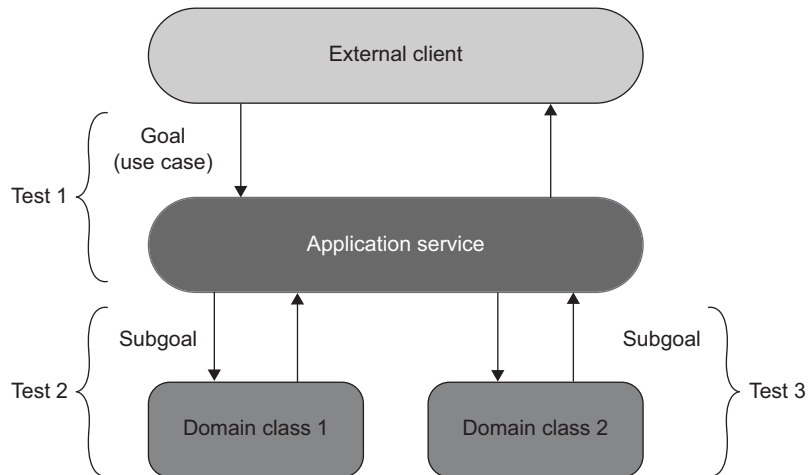 External client
Goal
(use case)
Test 1
Application service
Subgoal
Subgoal
Test 2
Test 3
Domain class 1
Domain class 2